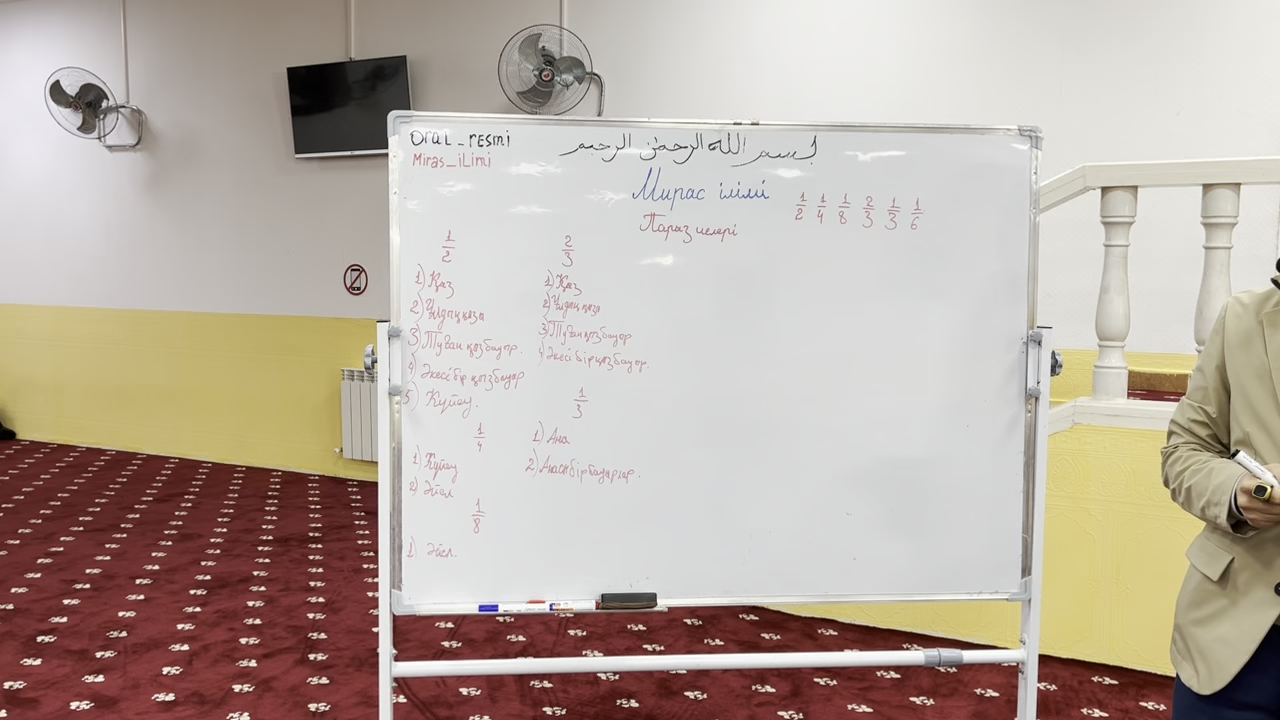 oral_resmi
Miras_iLimi
بسم الله الرحمن الرحيم
Мирас ілімі
Параз иелері
1/2 1/4 1/8 2/3 1/3 1/6
1/2
1) Қыз
2) Ұлдың қызы
3) Туған қызбауыр.
4) Әкесі бір қызбауыр
5) Күйеу.
1/4
1) Күйеу
2) Әйел
1/8
1) Әйел.
2/3
1) Қыз
2) Ұлдың қызы
3) Туған қызбауыр
4) Әкесі бір қызбауыр.
1/3
1) Ана
2) Анасы бір бауырлар.